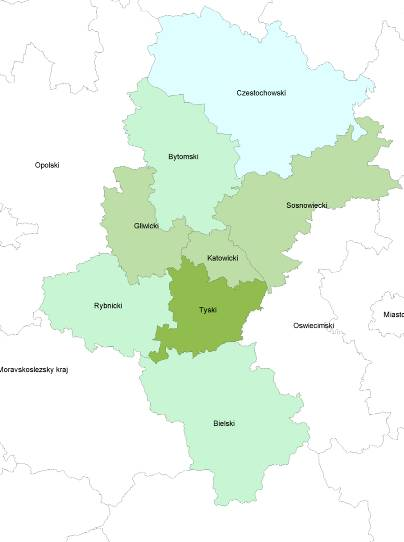 Czestochowski
Bytomski
Opolski
Sosnowiecki
Gliwicki
Katowicki
Rybnicki
Tyski
Miasto
Oswiecimski
Moravskoslezsky kraj
Bielski